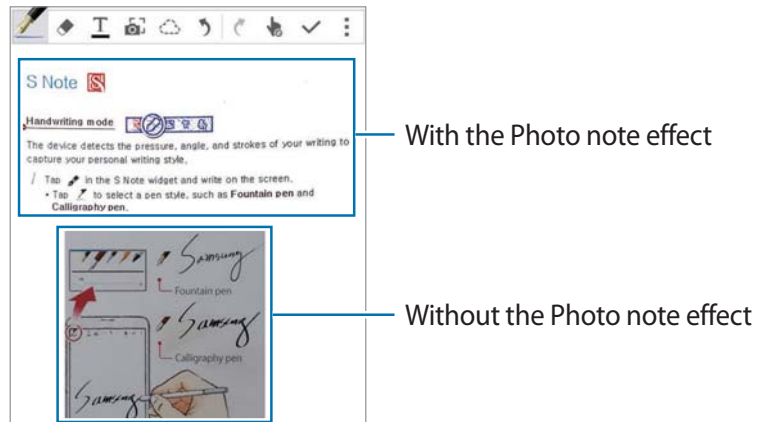 T
S Note S
Handwriting mode
The device detects the pressure, angle, and strokes of your writing to
capture your personal writing style.
Tap in the S Note widget and write on the screen.
• Tap to select a pen style, such as Fountain pen and
Calligraphy pen.
With the Photo note effect
Samsung
Fountain pen
Samsung
Calligraphy pen
Samsung
Without the Photo note effect